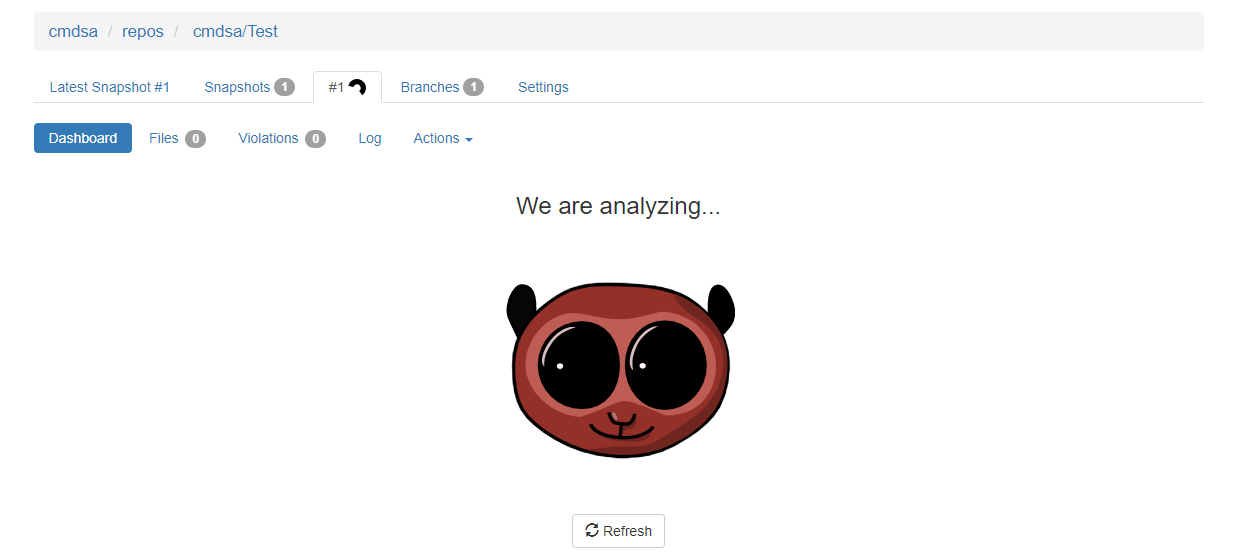 cmdsa / repos / cmdsa/Test
Latest Snapshot #1 Snapshots 1 #1 Branches 1 Settings
Dashboard Files 0 Violations 0 Log Actions
We are analyzing...
Refresh